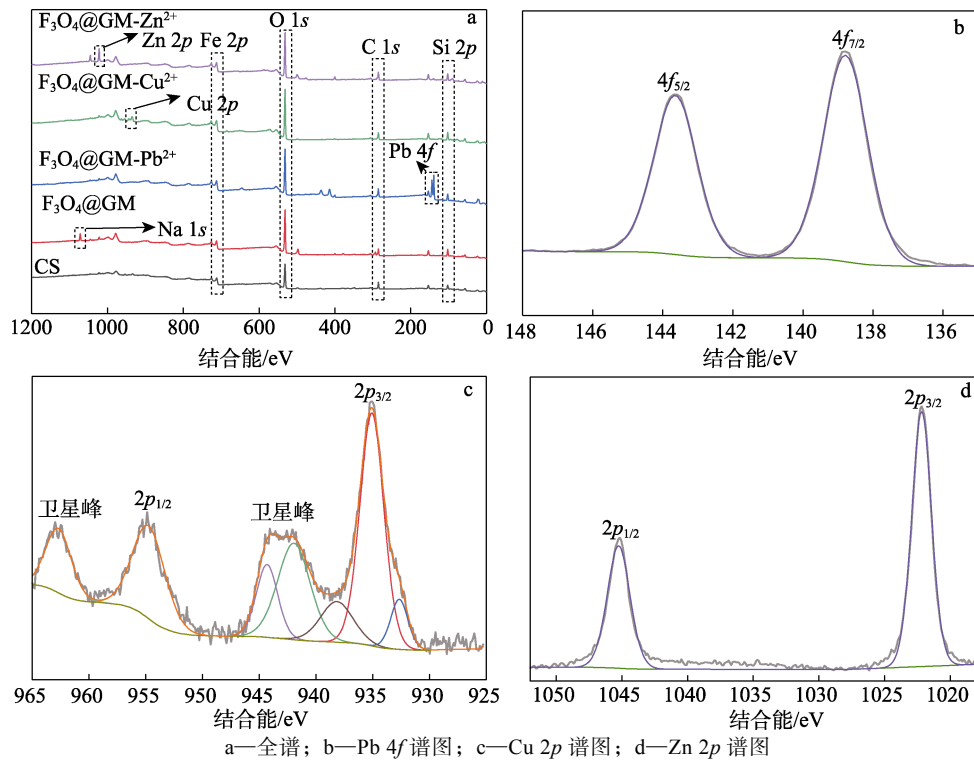 a
F₃O₄@GM-Zn²⁺
Zn 2p Fe 2p O 1s C 1s Si 2p
F₃O₄@GM-Cu²⁺
Cu 2p
F₃O₄@GM-Pb²⁺
Pb 4f
F₃O₄@GM
Na 1s
CS
1200 1000 800 600 400 200 0
结合能/eV
b
4f₇/₂
4f₅/₂
148 146 144 142 140 138 136
结合能/eV
c
2p₃/₂
卫星峰 2p₁/₂ 卫星峰
965 960 955 950 945 940 935 930 925
结合能/eV
d
2p₃/₂
2p₁/₂
1050 1045 1040 1035 1030 1025 1020
结合能/eV
a—全谱；b—Pb 4f 谱图；c—Cu 2p 谱图；d—Zn 2p 谱图